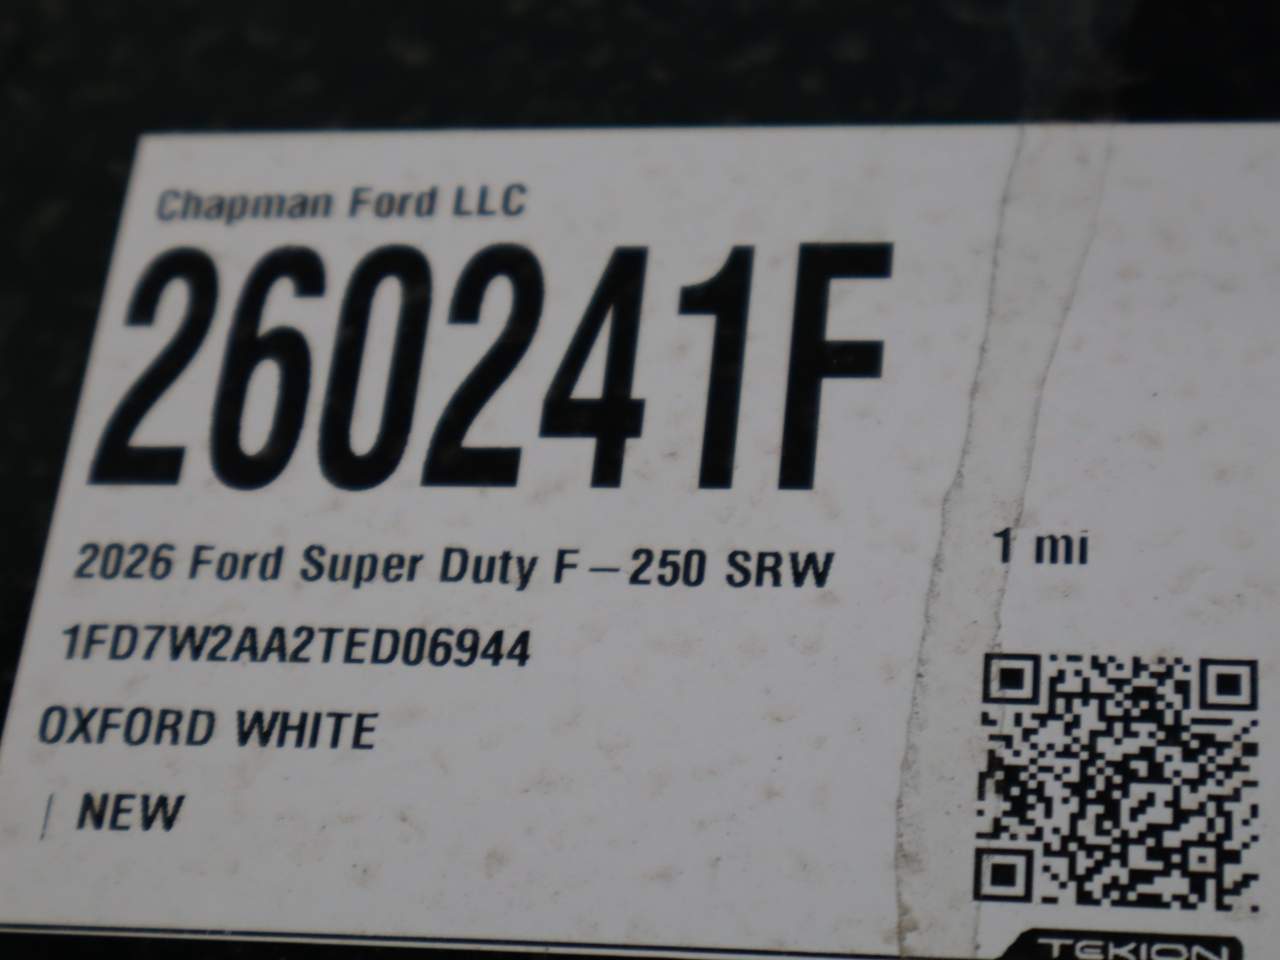 Chapman Ford LLC
260241F
2026 Ford Super Duty F-250 SRW
1 mi
1FD7W2AA2TED06944
OXFORD WHITE
| NEW
TEKION